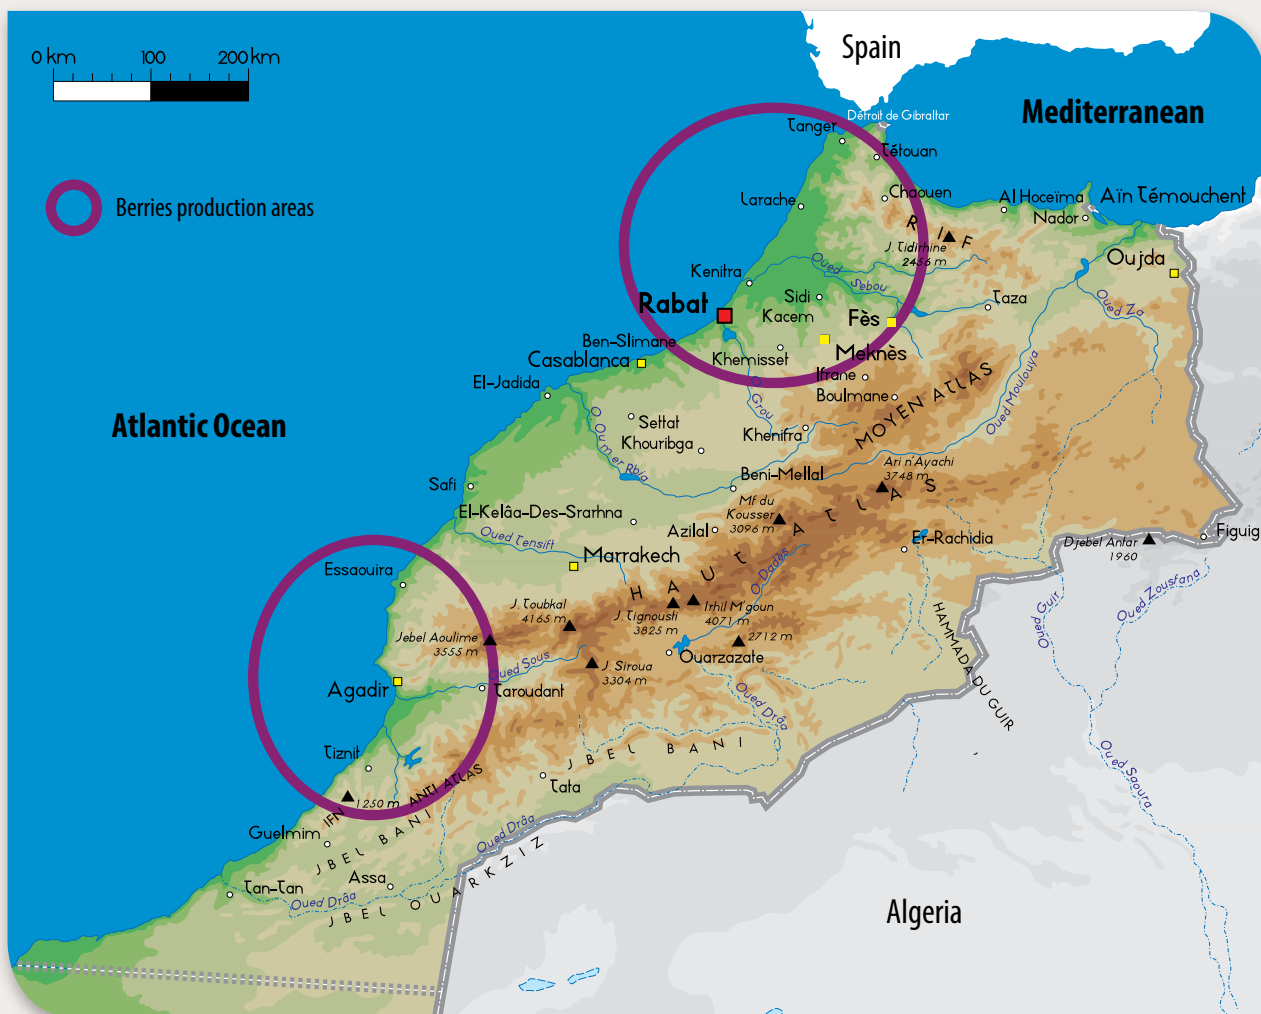 0 km 100 200 km
Spain
Détroit de Gibraltar
Mediterranean
Tanger
Tétouan
Berries production areas
Larache
Chaouen
Al Hoceïma
Aïn Témouchent
Nador
R I F
J. Tidirhine
2456 m
Oujda
Kenitra
Oued Sebou
Sidi
Kacem
Taza
Oued Za
Rabat
Fès
Ben-Slimane
Casablanca
Khemisset
Meknès
Ifrane
El-Jadida
Boulmane
O Grou
MOYEN ATLAS
Oued Moulouya
Atlantic Ocean
Settat
Khouribga
Khenifra
O Oum er Rbia
Beni-Mellal
Ari n'Ayachi
3748 m
Safi
Mf du
Kousser
3096 m
El-Kelâa-Des-Srarhna
Azilal
Er-Rachidia
Djebel Antar
1960
Figuig
Oued Tensift
Marrakech
HAUT ATLAS
O Dadès
Essaouira
J. Toubkal
4165 m
J. Tignousti
3825 m
Irhil M'goun
4071 m
2712 m
Oued Guir
Oued Zousfana
HAMMADA DU GUIR
Jebel Aoulime
3555 m
Oued Sous
J. Siroua
3304 m
Ouarzazate
Agadir
Taroudant
Oued Drâa
Tiznit
JBEL BANI
Oued Saoura
ANTI ATLAS
Tata
1250 m
IFN
Guelmim
JBEL BANI
Oued Drâa
Assa
Tan-Tan
Oued Drâa
JBEL OUARKZIZ
Algeria